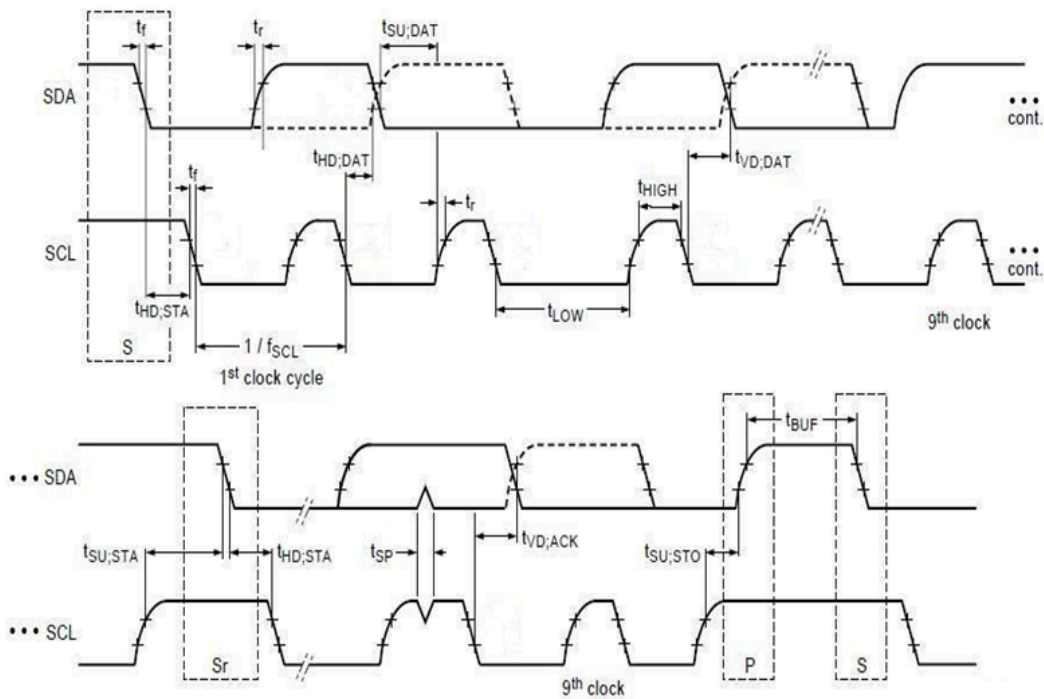 tf
tr
tSU;DAT
SDA
••• cont.
tHD;DAT
tVD;DAT
tf
tr
tHIGH
SCL
••• cont.
tHD;STA
tLOW
9th clock
S
1 / fSCL
1st clock cycle
tBUF
••• SDA
tSU;STA
tHD;STA
tSP
tVD;ACK
tSU;STO
••• SCL
Sr
P
S
9th clock